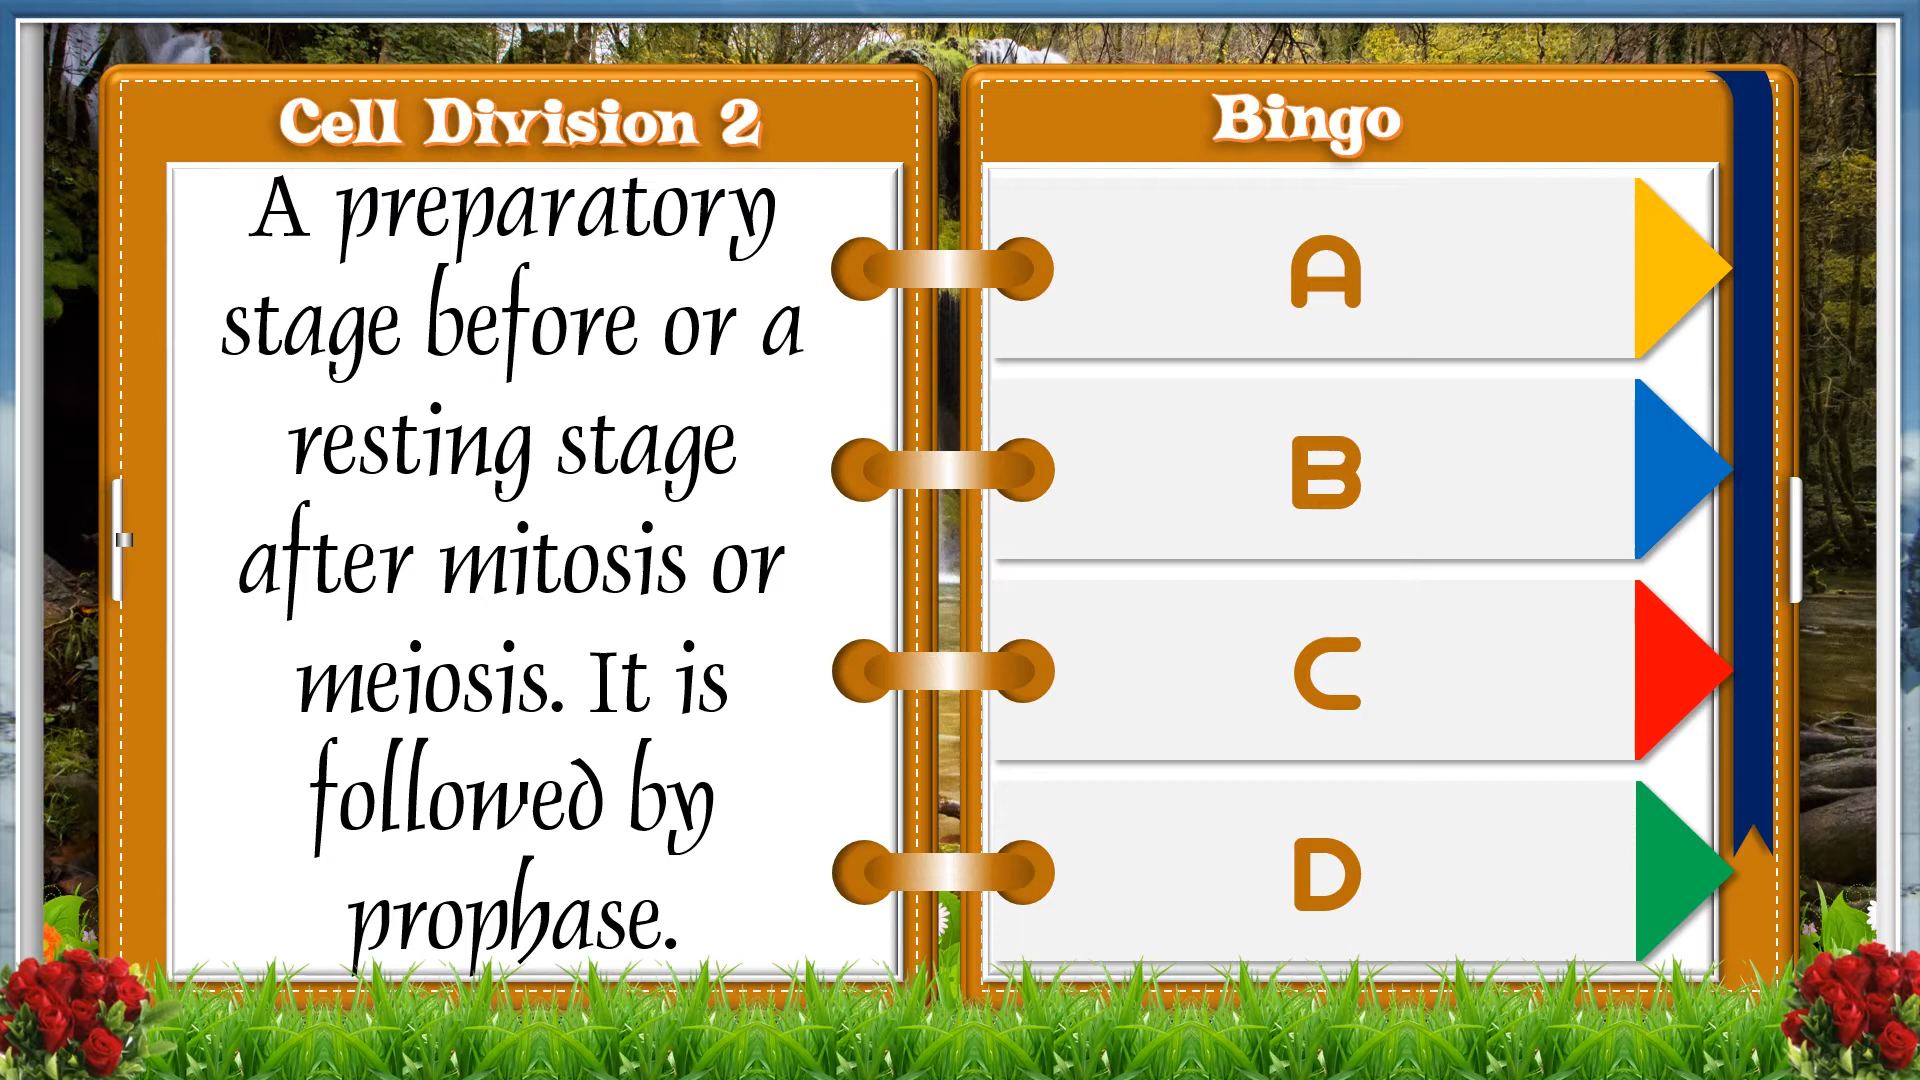 Cell Division 2
A preparatory
stage before or a
resting stage
after mitosis or
meiosis. It is
followed by
prophase.
Bingo
A
B
C
D